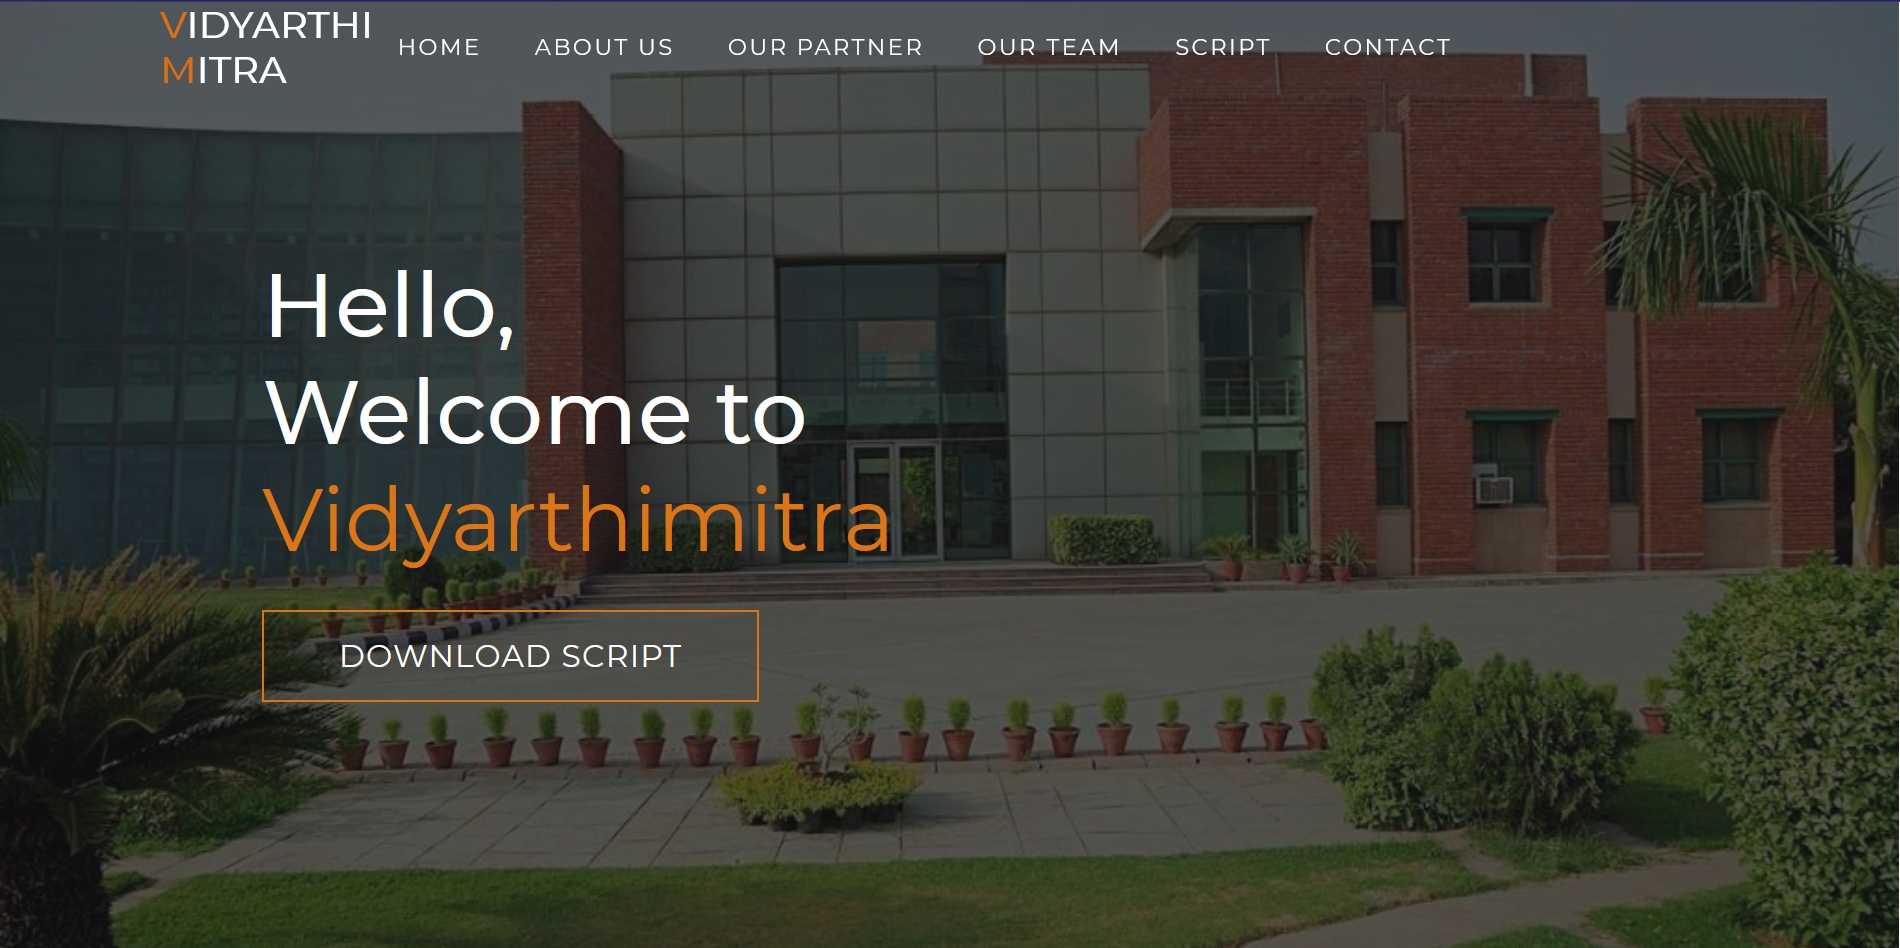 VIDYARTHI
MITRA
HOME ABOUT US OUR PARTNER OUR TEAM SCRIPT CONTACT
Hello,
Welcome to
Vidyarthimitra
DOWNLOAD SCRIPT